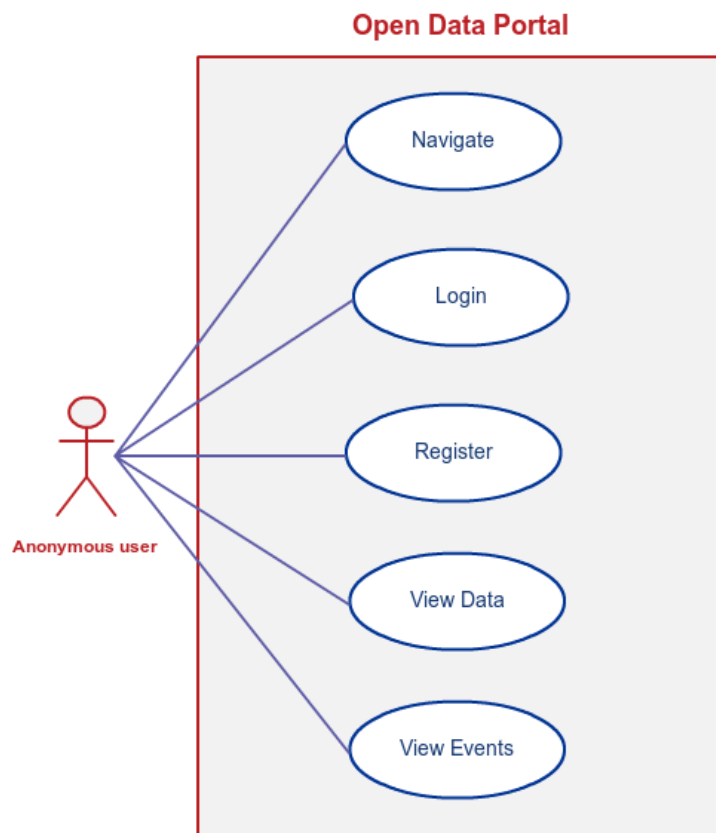 Open Data Portal
Navigate
Login
Register
Anonymous user
View Data
View Events